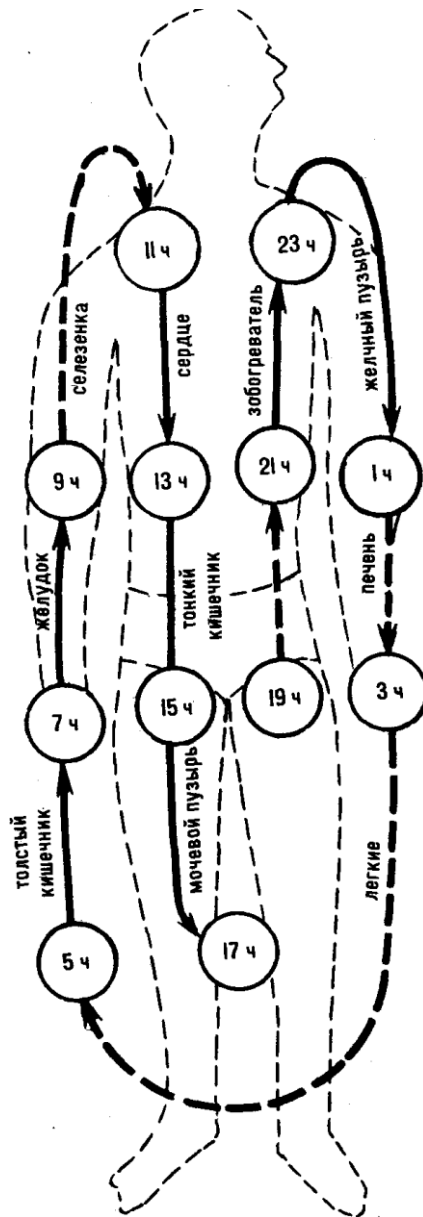 11 ч
23 ч
селезенка
сердце
зобогреватель
желчный пузырь
9 ч
13 ч
21 ч
1 ч
желудок
тонкий
кишечник
печень
7 ч
15 ч
19 ч
3 ч
толстый
кишечник
мочевой пузырь
легкие
5 ч
17 ч